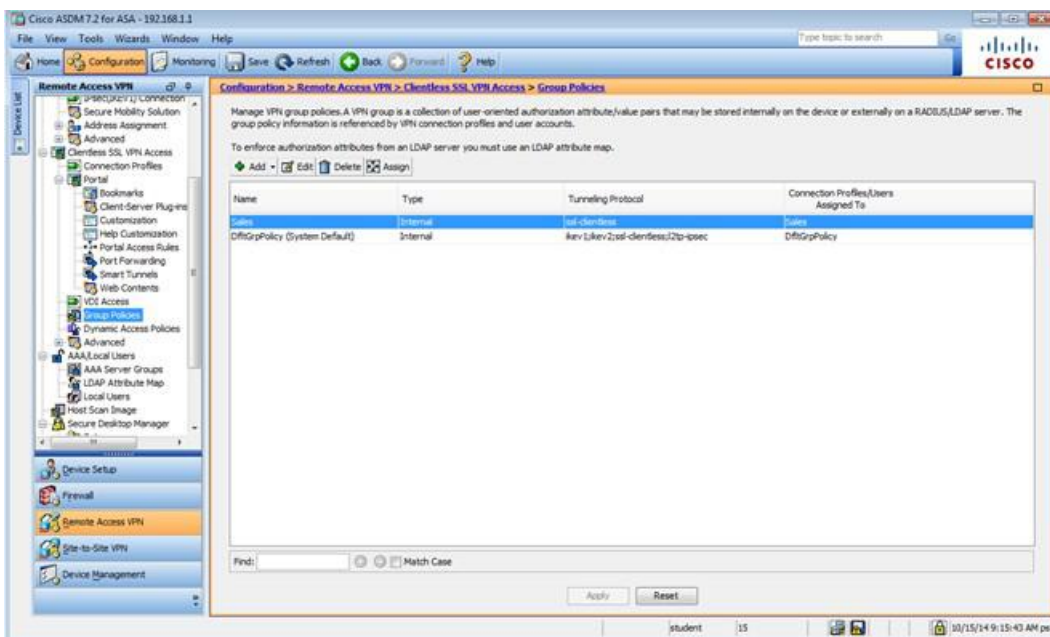 Cisco ASDM 7.2 for ASA - 192.168.1.1
File View Tools Wizards Window Help
Type topic to search Go
Home Configuration Monitoring Save Refresh Back Forward Help
CISCO
Device List
Remote Access VPN
Secure Mobility Solution
Address Assignment
Advanced
Clientless SSL VPN Access
Connection Profiles
Portal
Bookmarks
Client-Server Plug-ins
Customization
Help Customization
Portal Access Rules
Port Forwarding
Smart Tunnels
Web Contents
VDI Access
Group Policies
Dynamic Access Policies
Advanced
AAA/Local Users
AAA Server Groups
LDAP Attribute Map
Local Users
Host Scan Image
Secure Desktop Manager
Device Setup
Firewall
Remote Access VPN
Site-to-Site VPN
Device Management
Configuration > Remote Access VPN > Clientless SSL VPN Access > Group Policies
Manage VPN group policies.A VPN group is a collection of user-oriented authorization attribute/value pairs that may be stored internally on the device or externally on a RADIUS/LDAP server. The
group policy information is referenced by VPN connection profiles and user accounts.
To enforce authorization attributes from an LDAP server you must use an LDAP attribute map.
Add Edit Delete Assign
Name Type Tunneling Protocol Connection Profiles/Users
Assigned To
Sales Internal ssl-clientless Sales
DfltGrpPolicy (System Default) Internal ikev1;ikev2;ssl-clientless;l2tp-ipsec DfltGrpPolicy
Find: Match Case
Apply Reset
student 15 10/15/14 9:15:43 AM